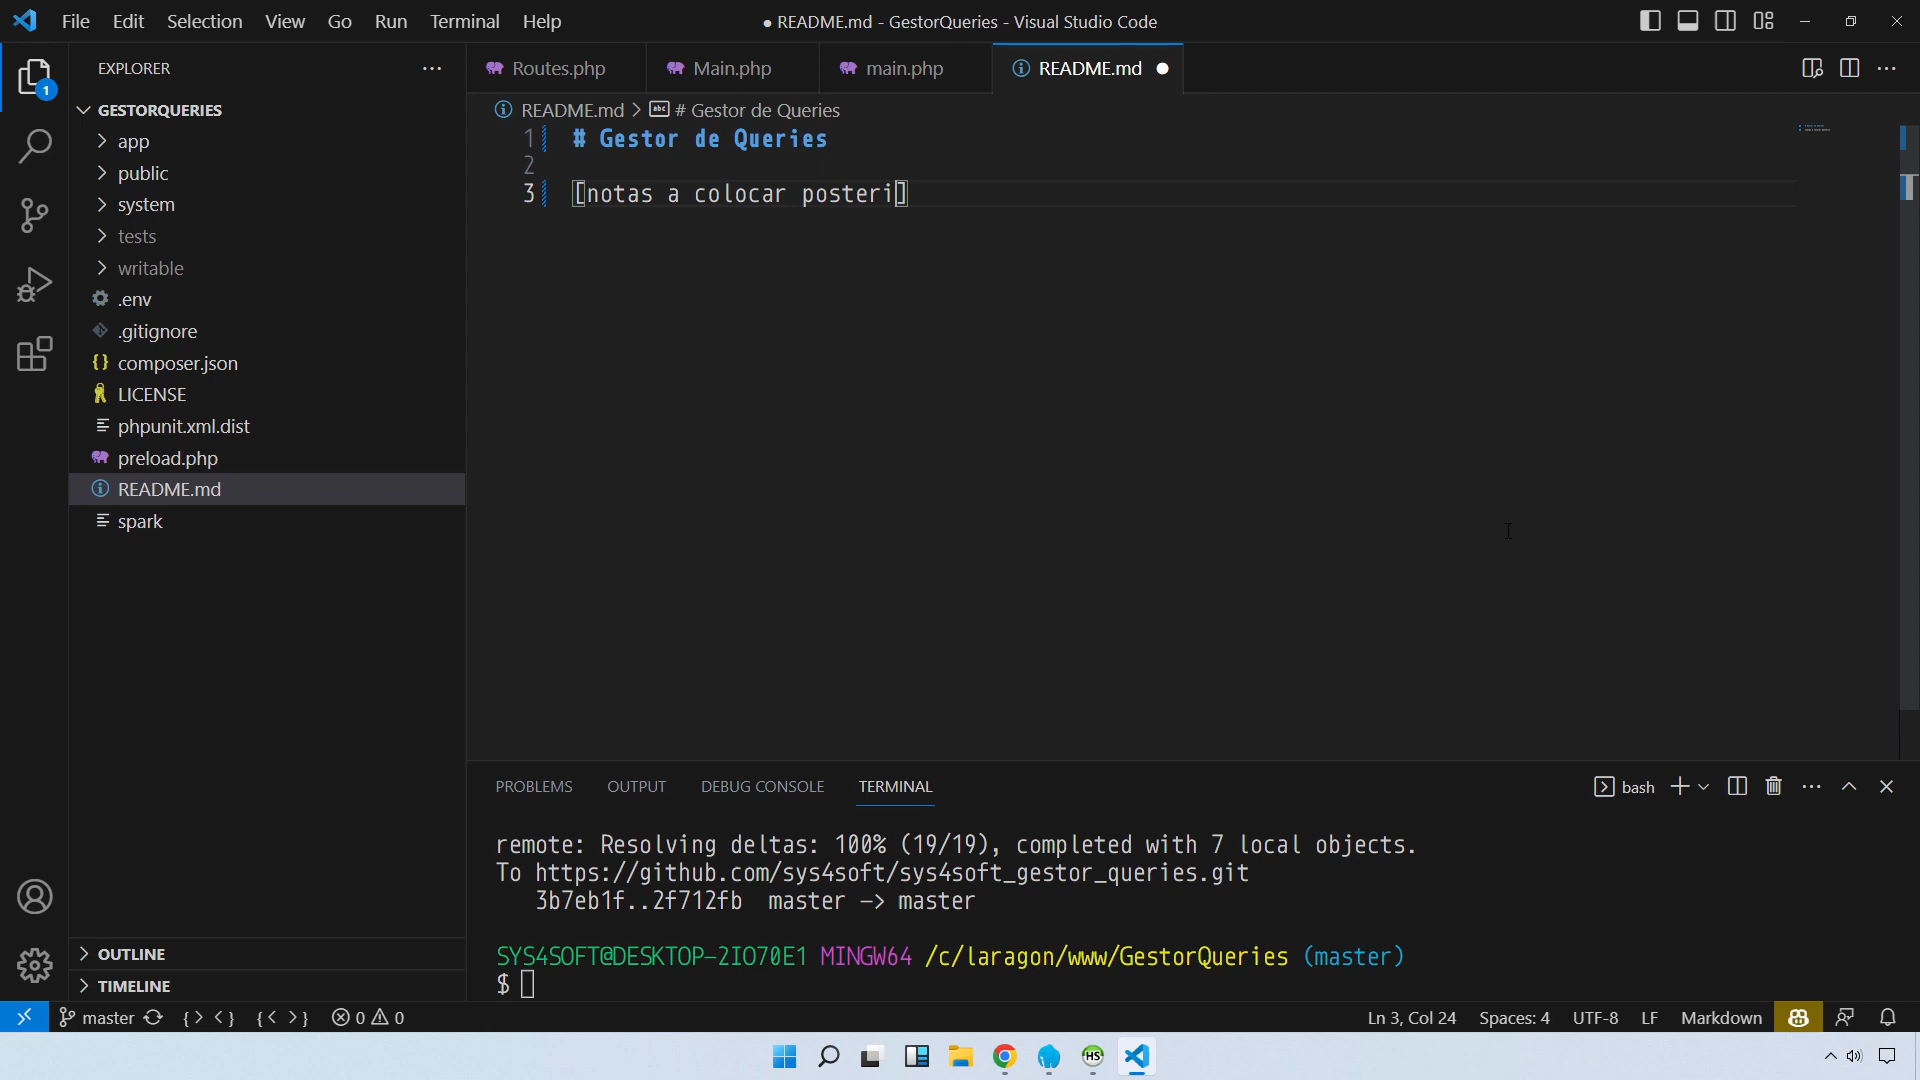 File Edit Selection View Go Run Terminal Help
● README.md - GestorQueries - Visual Studio Code
EXPLORER
Routes.php
Main.php
main.php
README.md
1
GESTORQUERIES
app
public
system
tests
writable
.env
.gitignore
composer.json
LICENSE
phpunit.xml.dist
preload.php
README.md
spark
OUTLINE
TIMELINE
README.md > # Gestor de Queries
1 # Gestor de Queries
2
3 [notas a colocar posteri]
PROBLEMS OUTPUT DEBUG CONSOLE TERMINAL
bash
remote: Resolving deltas: 100% (19/19), completed with 7 local objects.
To https://github.com/sys4soft/sys4soft_gestor_queries.git
3b7eb1f..2f712fb master -> master
SYS4SOFT@DESKTOP-2IO70E1 MINGW64 /c/laragon/www/GestorQueries (master)
$
master 0 0
Ln 3, Col 24 Spaces: 4 UTF-8 LF Markdown
HS